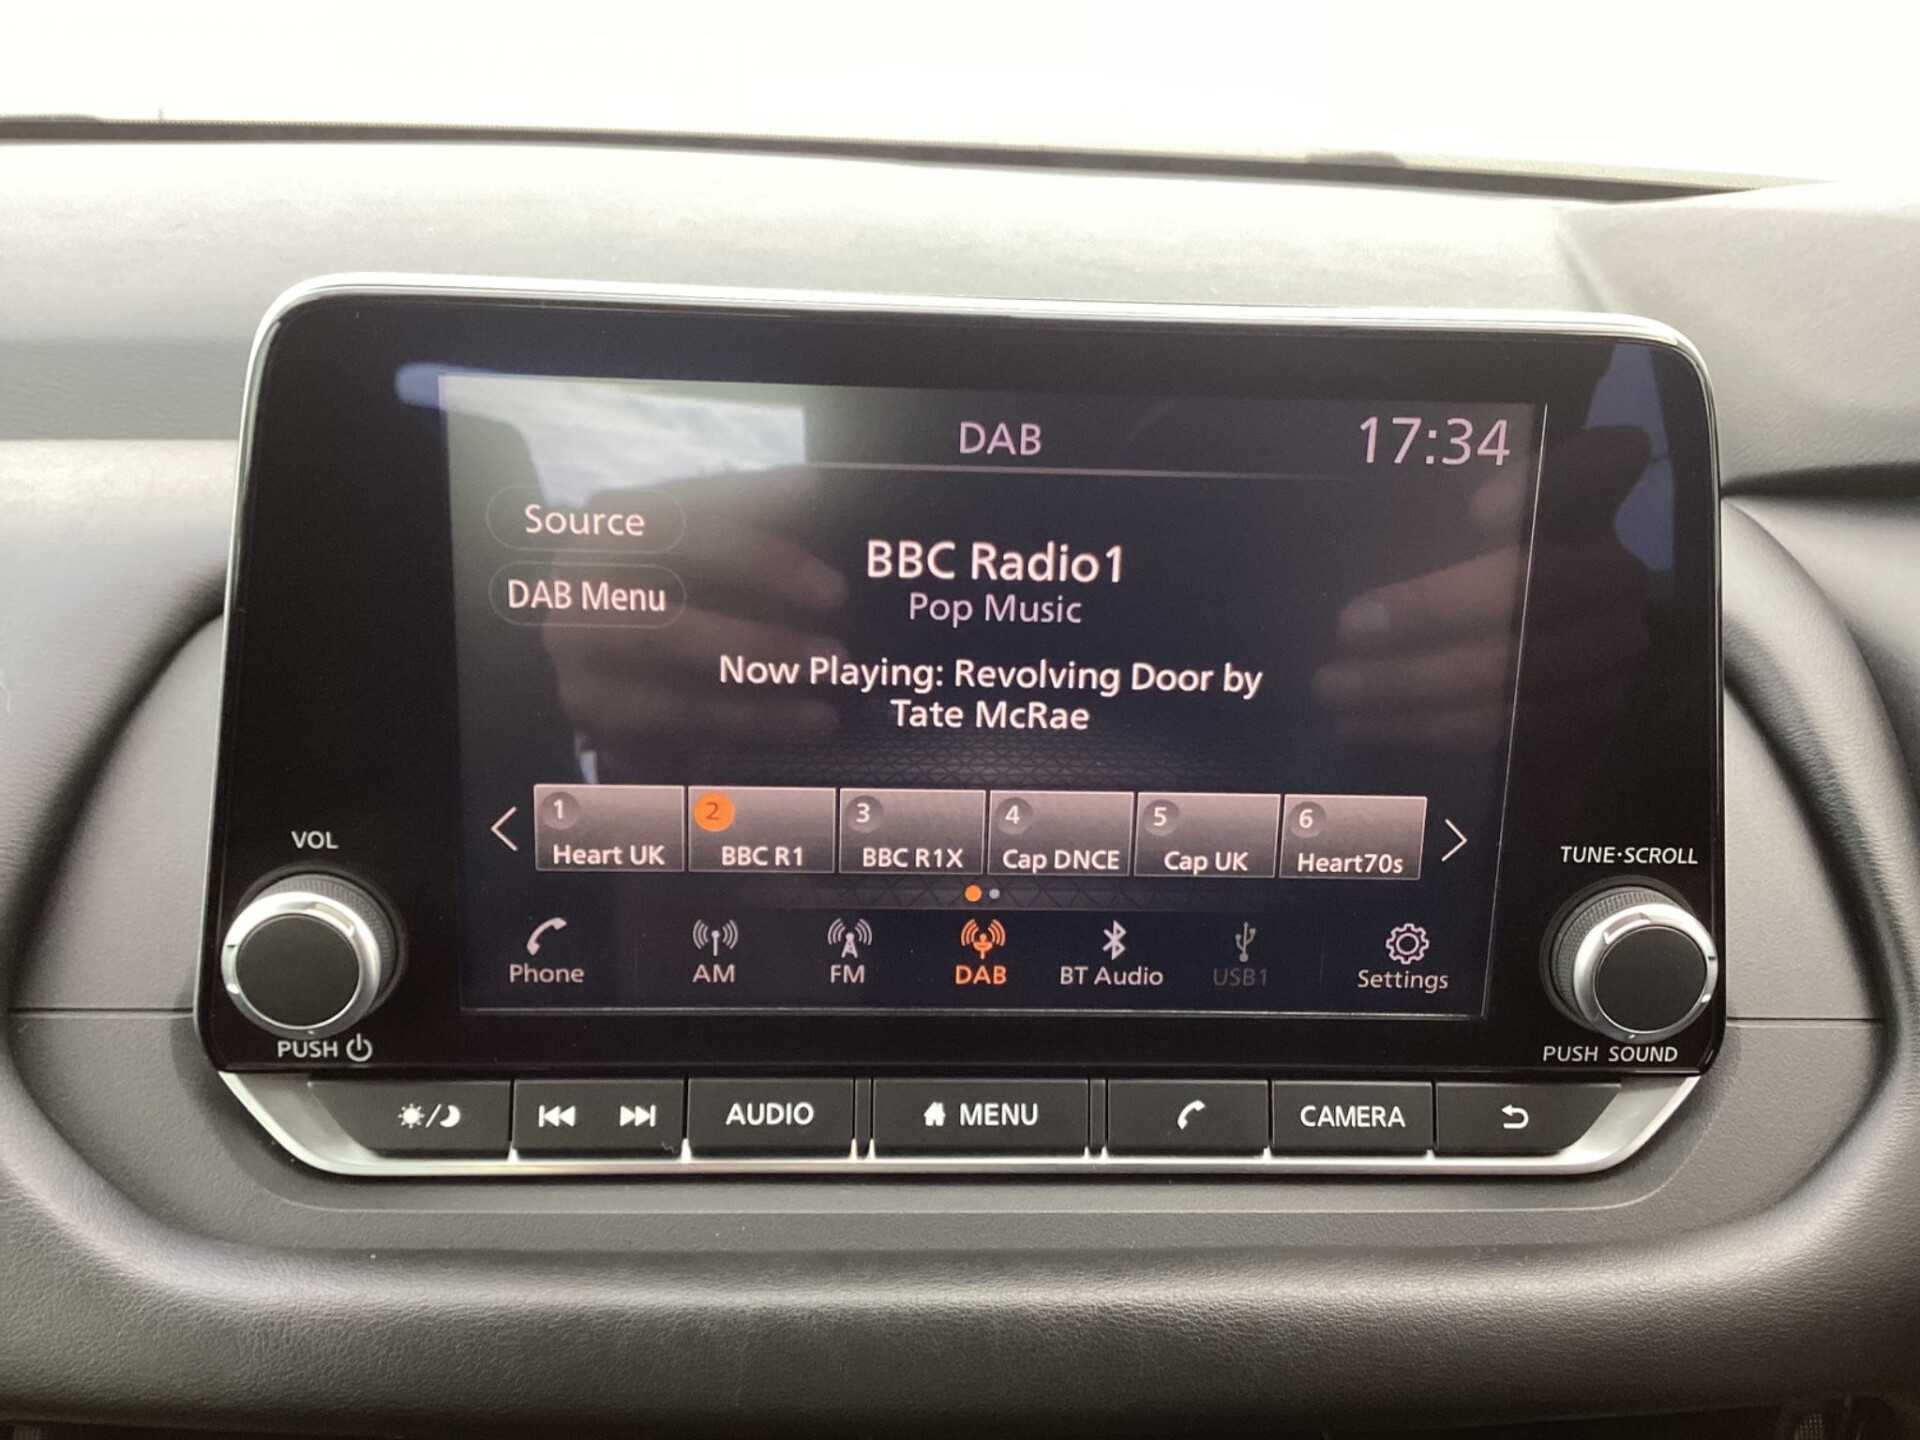 DAB
17:34
Source
DAB Menu
BBC Radio1
Pop Music
Now Playing: Revolving Door by
Tate McRae
1
Heart UK
2
BBC R1
3
BBC R1X
4
Cap DNCE
5
Cap UK
6
Heart70s
Phone
AM
FM
DAB
BT Audio
USB1
Settings
VOL
PUSH
TUNE·SCROLL
PUSH SOUND
AUDIO
MENU
CAMERA